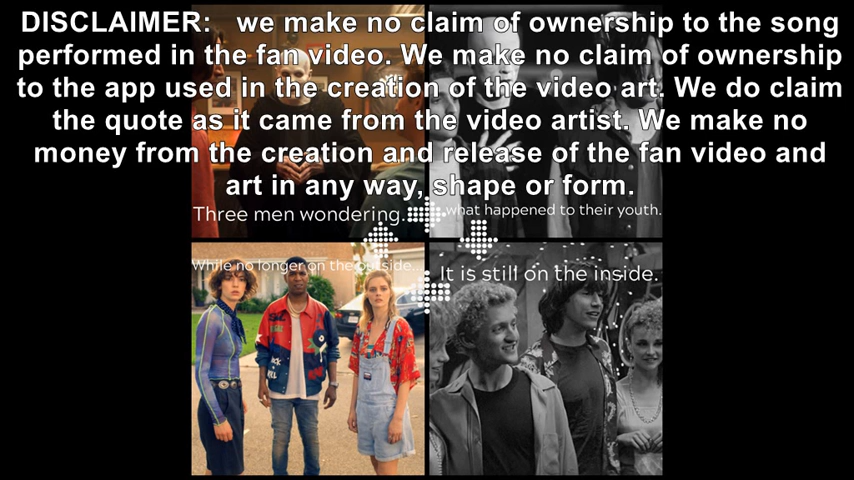 DISCLAIMER: we make no claim of ownership to the song
performed in the fan video. We make no claim of ownership
to the app used in the creation of the video art. We do claim
the quote as it came from the video artist. We make no
money from the creation and release of the fan video and
art in any way, shape or form.
Three men wondering.
what happened to their youth.
While no longer on the outside.
It is still on the inside.